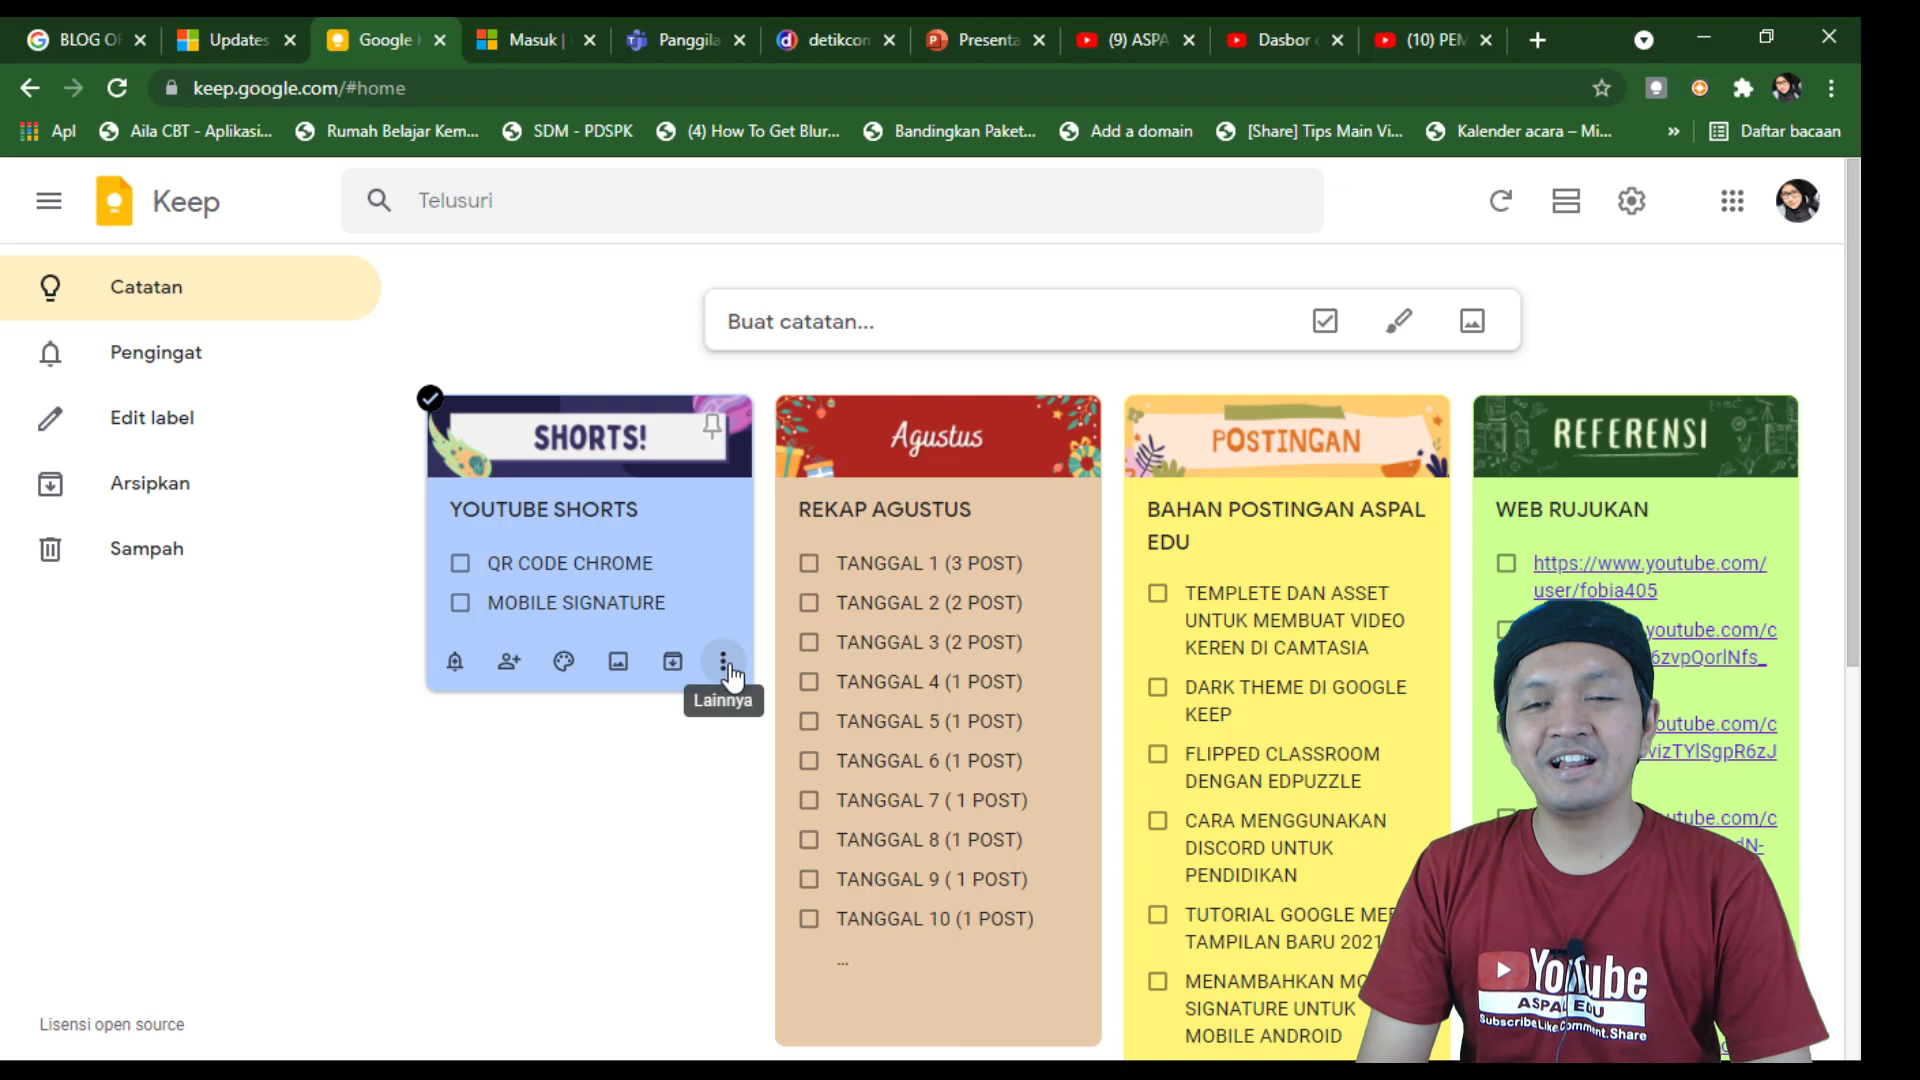 BLOG OF
Updates
Google
Masuk |
Panggila
detikcon
Presenta
(9) ASPA
Dasbor
(10) PEM
keep.google.com/#home
Apl
Aila CBT - Aplikasi...
Rumah Belajar Kem...
SDM - PDSPK
(4) How To Get Blur...
Bandingkan Paket...
Add a domain
[Share] Tips Main Vi...
Kalender acara – Mi...
»
Daftar bacaan
Keep
Telusuri
Catatan
Pengingat
Edit label
Arsipkan
Sampah
Lisensi open source
Buat catatan...
SHORTS!
YOUTUBE SHORTS
QR CODE CHROME
MOBILE SIGNATURE
Lainnya
Agustus
REKAP AGUSTUS
TANGGAL 1 (3 POST)
TANGGAL 2 (2 POST)
TANGGAL 3 (2 POST)
TANGGAL 4 (1 POST)
TANGGAL 5 (1 POST)
TANGGAL 6 (1 POST)
TANGGAL 7 ( 1 POST)
TANGGAL 8 (1 POST)
TANGGAL 9 ( 1 POST)
TANGGAL 10 (1 POST)
...
POSTINGAN
BAHAN POSTINGAN ASPAL
EDU
TEMPLETE DAN ASSET
UNTUK MEMBUAT VIDEO
KEREN DI CAMTASIA
DARK THEME DI GOOGLE
KEEP
FLIPPED CLASSROOM
DENGAN EDPUZZLE
CARA MENGGUNAKAN
DISCORD UNTUK
PENDIDIKAN
TUTORIAL GOOGLE MEE
TAMPILAN BARU 2021
MENAMBAHKAN MO
SIGNATURE UNTUK
MOBILE ANDROID
REFERENSI
WEB RUJUKAN
https://www.youtube.com/
user/fobia405
youtube.com/c
6zvpQorlNfs_
outube.com/c
vizTYlSgpR6zJ
utube.com/c
dN-
YouTube
ASPAL EDU
Subscribe.Like.Comment.Share